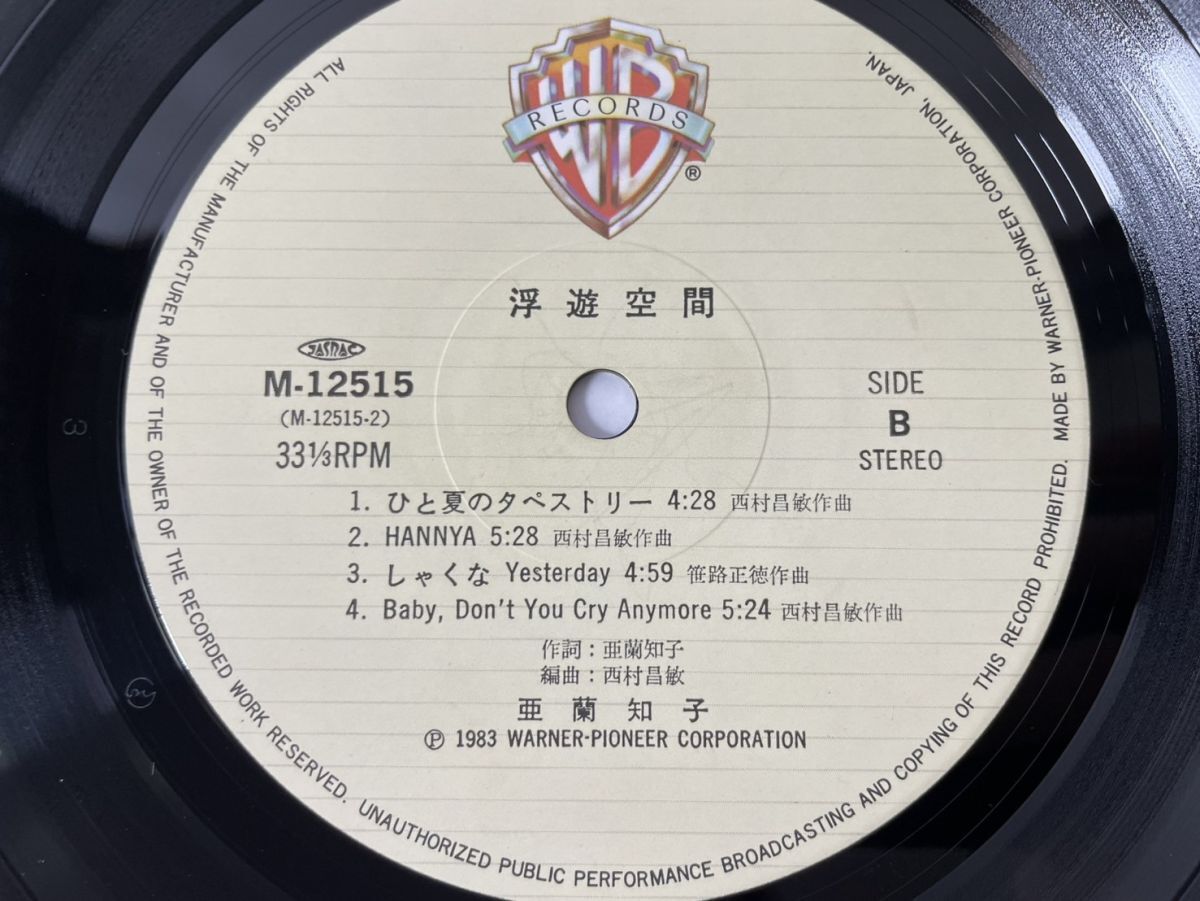 WB
RECORDS
®
浮遊空間
JASRAC
M-12515
(M-12515-2)
33⅓RPM
SIDE
B
STEREO
1. ひと夏のタペストリー 4:28 西村昌敏作曲
2. HANNYA 5:28 西村昌敏作曲
3. しゃくな Yesterday 4:59 笹路正徳作曲
4. Baby, Don't You Cry Anymore 5:24 西村昌敏作曲
作詞：亜蘭知子
編曲：西村昌敏
亜蘭知子
Ⓟ 1983 WARNER-PIONEER CORPORATION
ALL RIGHTS OF THE MANUFACTURER AND OF THE OWNER OF THE RECORDED WORK RESERVED. UNAUTHORIZED PUBLIC PERFORMANCE BROADCASTING AND COPYING OF THIS RECORD PROHIBITED. MADE BY WARNER-PIONEER CORPORATION, JAPAN.
3